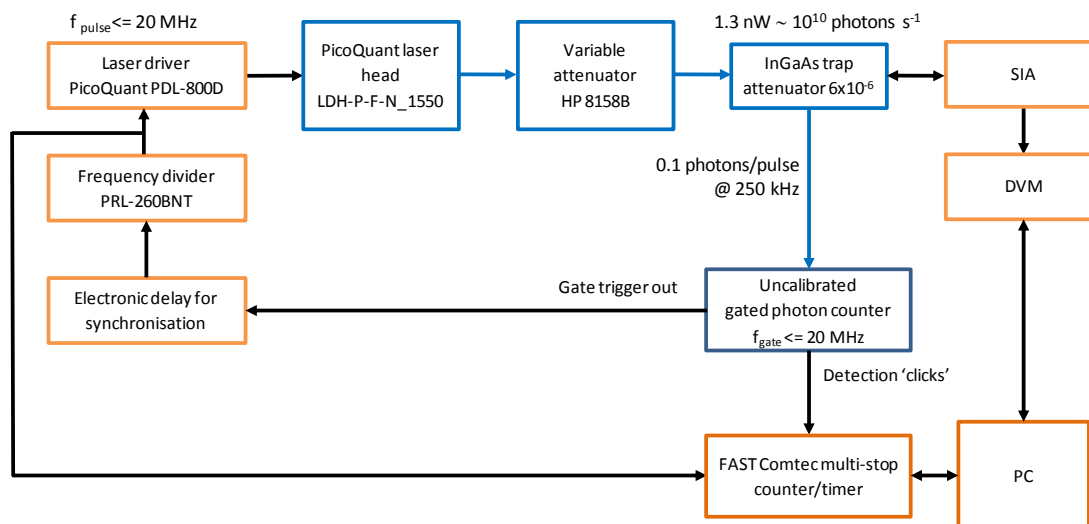 f pulse<= 20 MHz
1.3 nW ~ 10¹⁰ photons s⁻¹
Laser driver
PicoQuant PDL-800D
PicoQuant laser
head
LDH-P-F-N_1550
Variable
attenuator
HP 8158B
InGaAs trap
attenuator 6x10⁻⁶
SIA
0.1 photons/pulse
@ 250 kHz
Frequency divider
PRL-260BNT
DVM
Electronic delay for
synchronisation
Gate trigger out
Uncalibrated
gated photon counter
fgate<= 20 MHz
Detection ‘clicks’
FAST Comtec multi-stop
counter/timer
PC